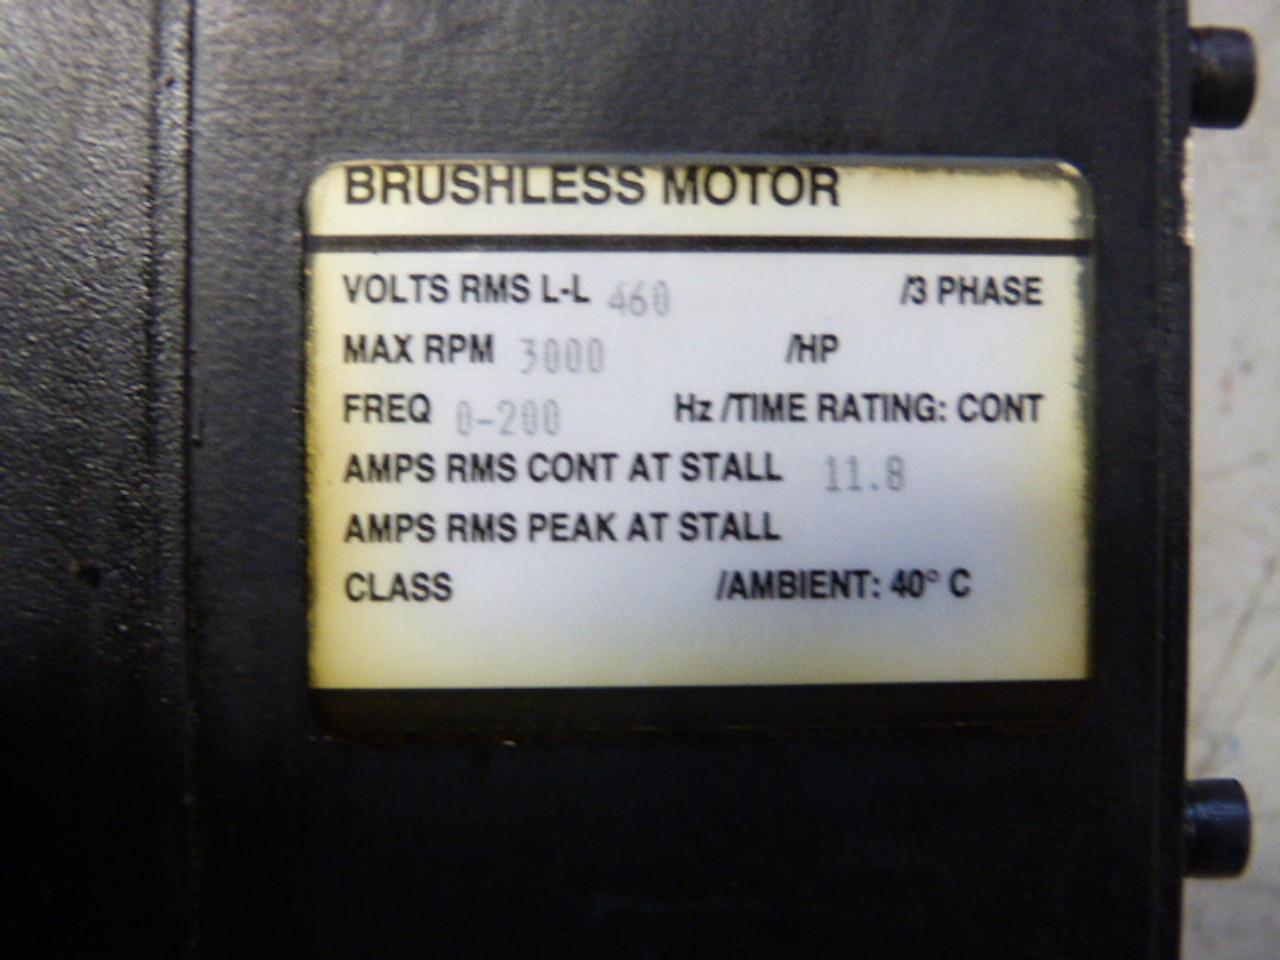 BRUSHLESS MOTOR
VOLTS RMS L-L 460 /3 PHASE
MAX RPM 3000 /HP
FREQ 0-200 Hz /TIME RATING: CONT
AMPS RMS CONT AT STALL 11.8
AMPS RMS PEAK AT STALL
CLASS /AMBIENT: 40° C